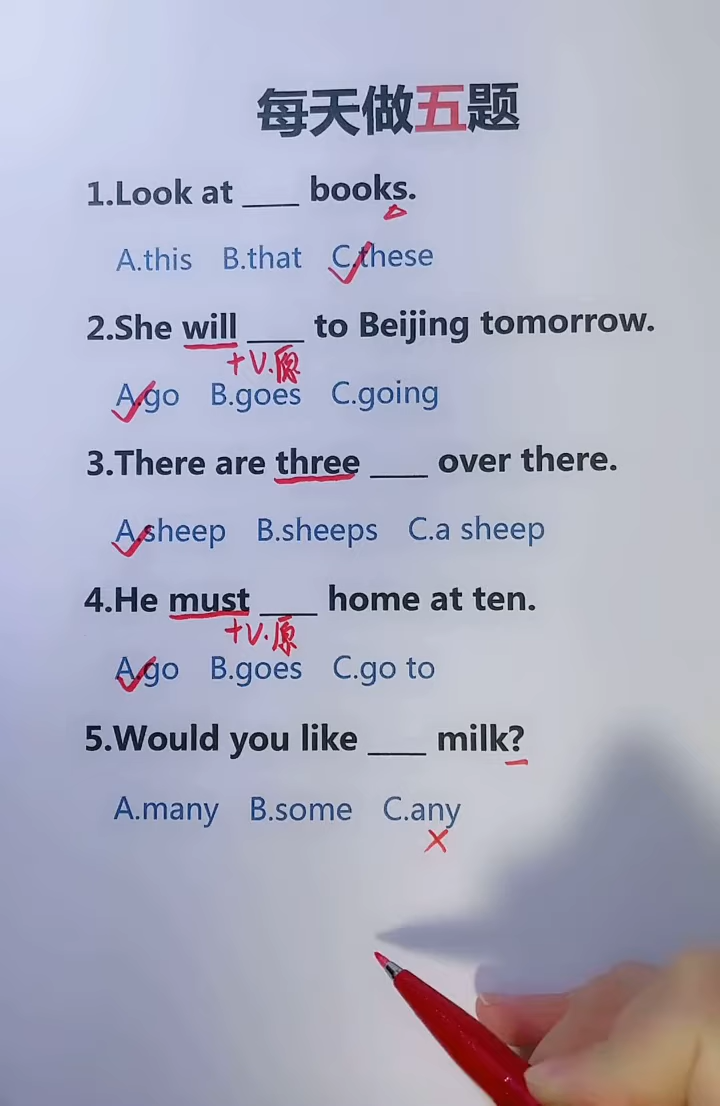 每天做五题
1.Look at ____ books.
A.this B.that C.these
2.She will ____ to Beijing tomorrow.
+V.原
A.go B.goes C.going
3.There are three ____ over there.
A.sheep B.sheeps C.a sheep
4.He must ____ home at ten.
+V.原
A.go B.goes C.go to
5.Would you like ____ milk?
A.many B.some C.any